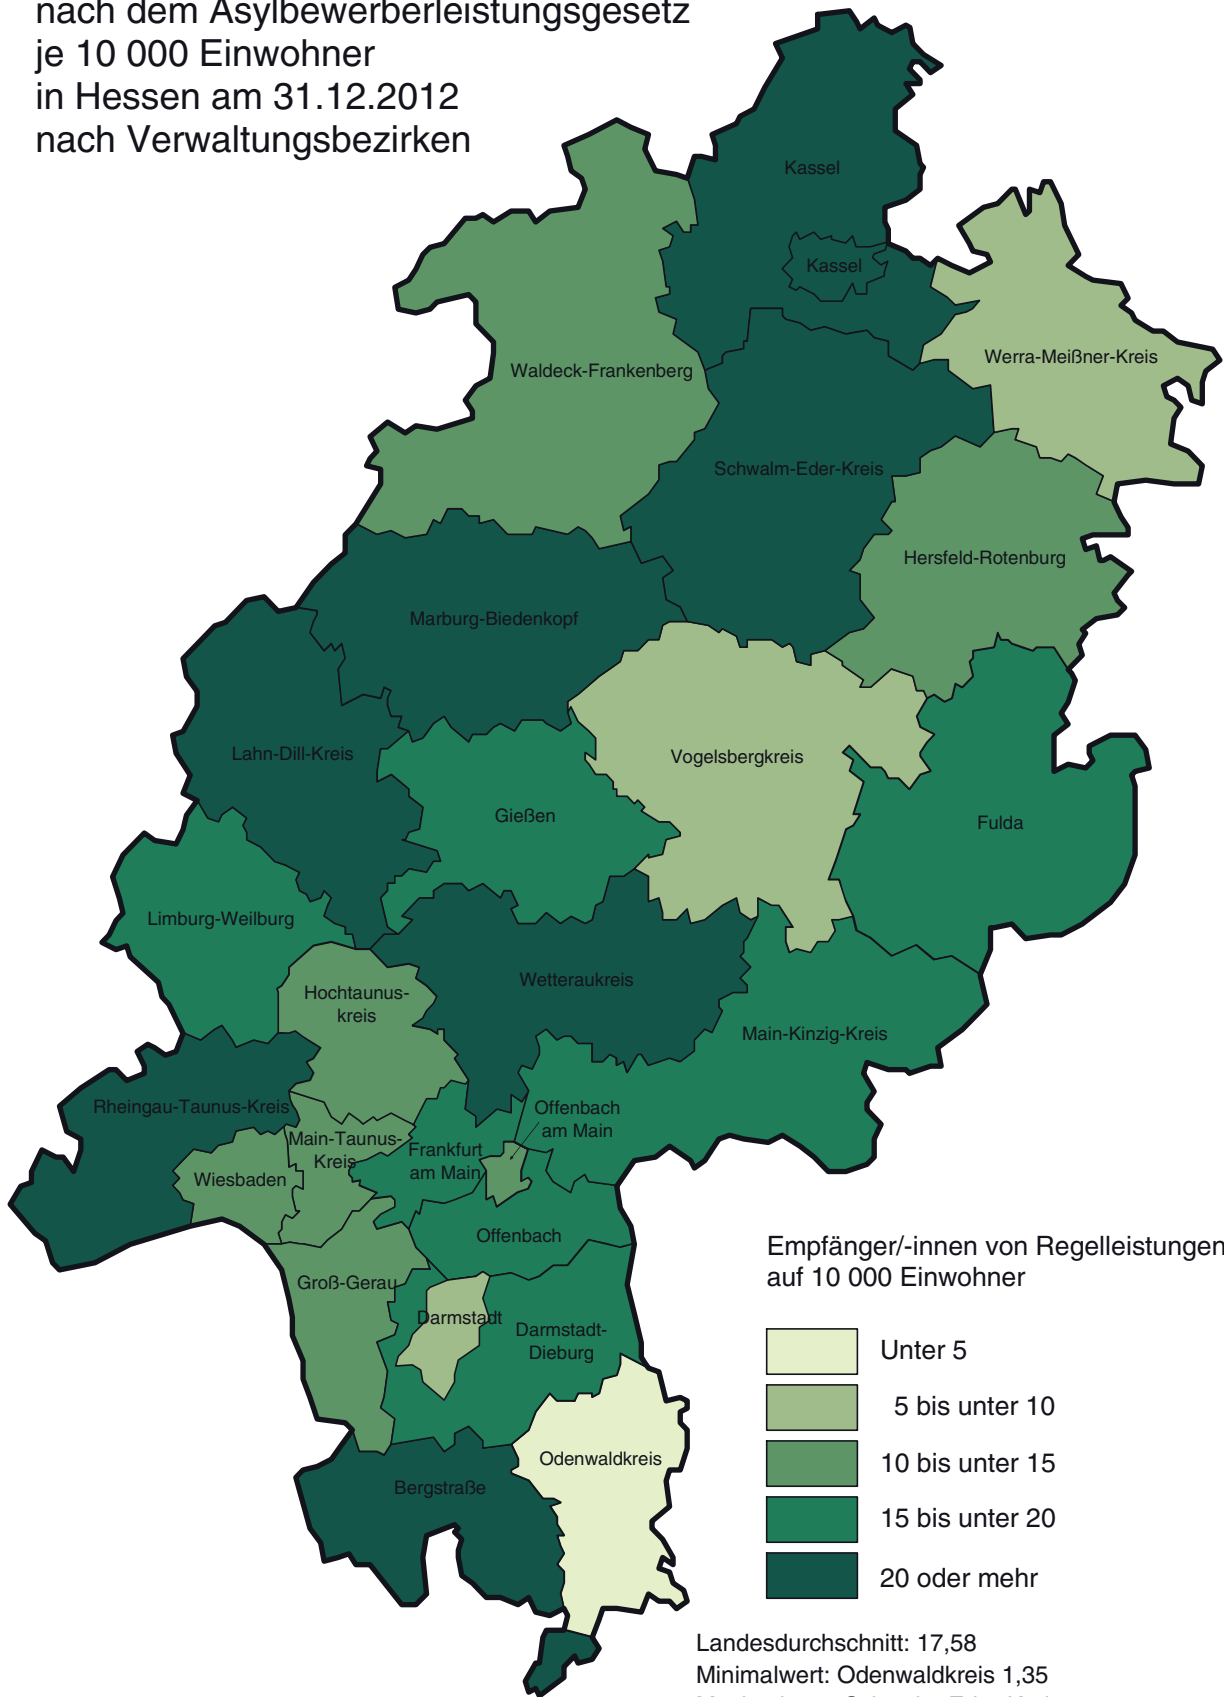 nach dem Asylbewerberleistungsgesetz
je 10 000 Einwohner
in Hessen am 31.12.2012
nach Verwaltungsbezirken
Kassel
Kassel
Werra-Meißner-Kreis
Waldeck-Frankenberg
Schwalm-Eder-Kreis
Hersfeld-Rotenburg
Marburg-Biedenkopf
Lahn-Dill-Kreis
Vogelsbergkreis
Gießen
Fulda
Limburg-Weilburg
Wetteraukreis
Hochtaunus-
kreis
Main-Kinzig-Kreis
Rheingau-Taunus-Kreis
Offenbach
am Main
Main-Taunus-
Kreis
Frankfurt
am Main
Wiesbaden
Offenbach
Groß-Gerau
Darmstadt
Darmstadt-
Dieburg
Odenwaldkreis
Bergstraße
Empfänger/-innen von Regelleistungen
auf 10 000 Einwohner
Unter 5
5 bis unter 10
10 bis unter 15
15 bis unter 20
20 oder mehr
Landesdurchschnitt: 17,58
Minimalwert: Odenwaldkreis 1,35